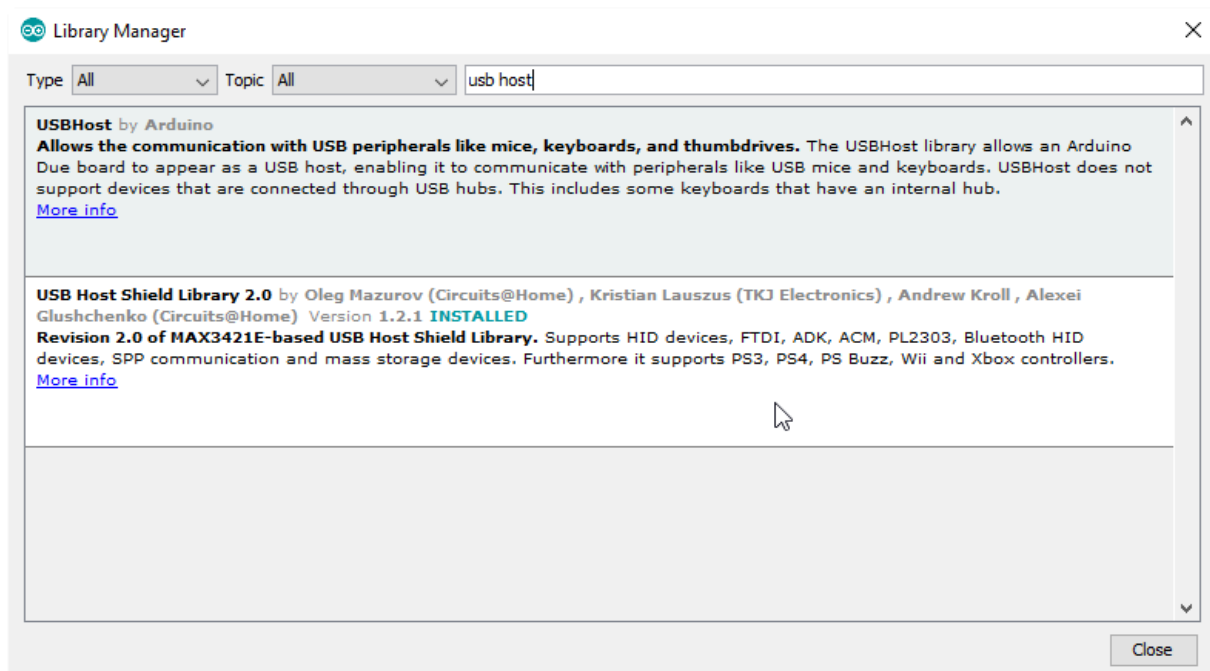 Library Manager
Type All Topic All usb host
USBHost by Arduino
Allows the communication with USB peripherals like mice, keyboards, and thumbdrives. The USBHost library allows an Arduino
Due board to appear as a USB host, enabling it to communicate with peripherals like USB mice and keyboards. USBHost does not
support devices that are connected through USB hubs. This includes some keyboards that have an internal hub.
More info
USB Host Shield Library 2.0 by Oleg Mazurov (Circuits@Home) , Kristian Lauszus (TKJ Electronics) , Andrew Kroll , Alexei
Glushchenko (Circuits@Home) Version 1.2.1 INSTALLED
Revision 2.0 of MAX3421E-based USB Host Shield Library. Supports HID devices, FTDI, ADK, ACM, PL2303, Bluetooth HID
devices, SPP communication and mass storage devices. Furthermore it supports PS3, PS4, PS Buzz, Wii and Xbox controllers.
More info
Close